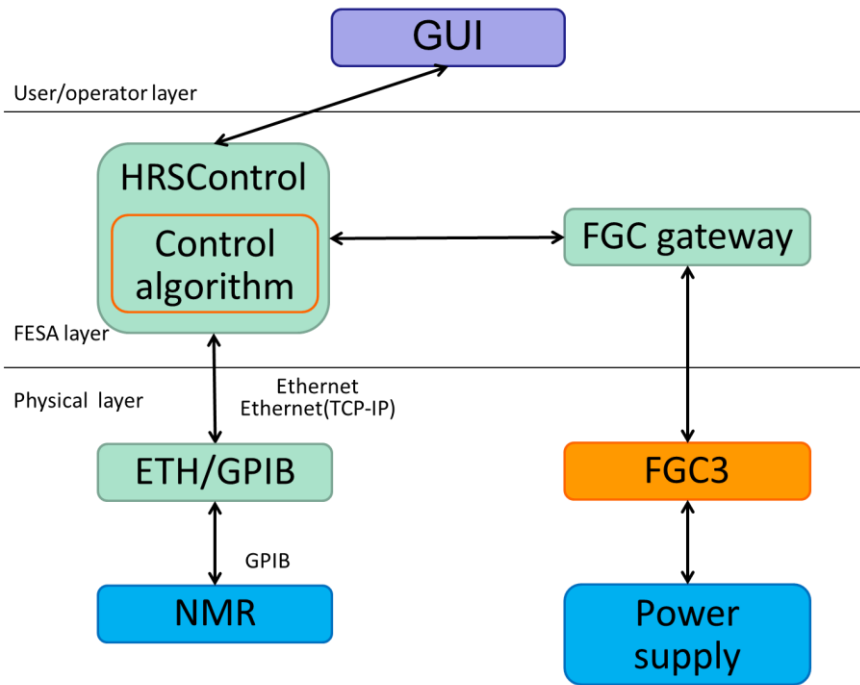 GUI
User/operator layer
HRSControl
Control
algorithm
FGC gateway
FESA layer
Physical layer
Ethernet
Ethernet(TCP-IP)
ETH/GPIB
FGC3
GPIB
NMR
Power
supply